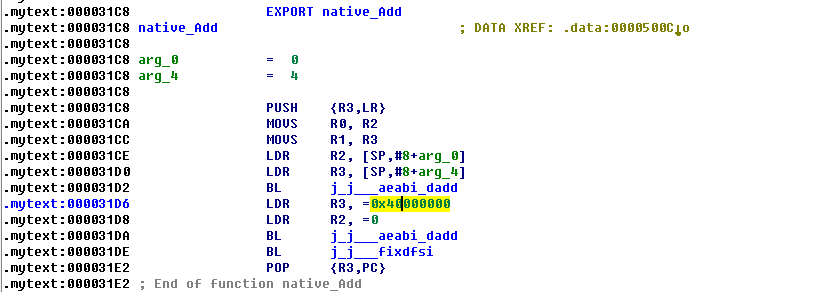 .mytext:000031C8 EXPORT native_Add
.mytext:000031C8 native_Add ; DATA XREF: .data:0000500C↓o
.mytext:000031C8
.mytext:000031C8 arg_0 = 0
.mytext:000031C8 arg_4 = 4
.mytext:000031C8
.mytext:000031C8 PUSH {R3,LR}
.mytext:000031CA MOVS R0, R2
.mytext:000031CC MOVS R1, R3
.mytext:000031CE LDR R2, [SP,#8+arg_0]
.mytext:000031D0 LDR R3, [SP,#8+arg_4]
.mytext:000031D2 BL j_j___aeabi_dadd
.mytext:000031D6 LDR R3, =0x40000000
.mytext:000031D8 LDR R2, =0
.mytext:000031DA BL j_j___aeabi_dadd
.mytext:000031DE BL j_j___fixdfsi
.mytext:000031E2 POP {R3,PC}
.mytext:000031E2 ; End of function native_Add